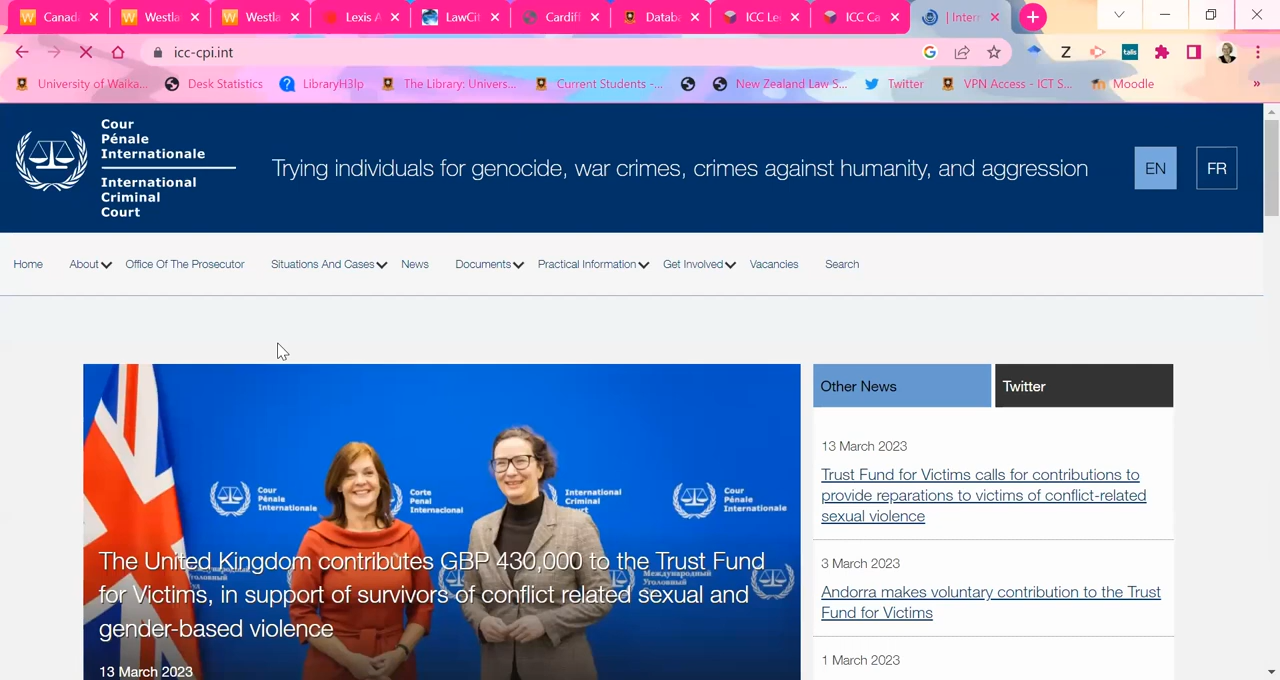 Canad
Westla
Westla
Lexis A
LawCit
Cardiff
Datab
ICC Le
ICC Ca
| Intern
icc-cpi.int
University of Waika...
Desk Statistics
LibraryH3lp
The Library: Univers...
Current Students -...
New Zealand Law S...
Twitter
VPN Access - ICT S...
Moodle
»
Cour
Pénale
Internationale
International
Criminal
Court
Trying individuals for genocide, war crimes, crimes against humanity, and aggression
EN
FR
Home
About
Office Of The Prosecutor
Situations And Cases
News
Documents
Practical Information
Get Involved
Vacancies
Search
Cour
Pénale
Internationale
Corte
Penal
Internacional
International
Criminal
Court
Cour
Pénale
Internationale
The United Kingdom contributes GBP 430,000 to the Trust Fund
for Victims, in support of survivors of conflict related sexual and
gender-based violence
13 March 2023
Other News
Twitter
13 March 2023
Trust Fund for Victims calls for contributions to
provide reparations to victims of conflict-related
sexual violence
3 March 2023
Andorra makes voluntary contribution to the Trust
Fund for Victims
1 March 2023